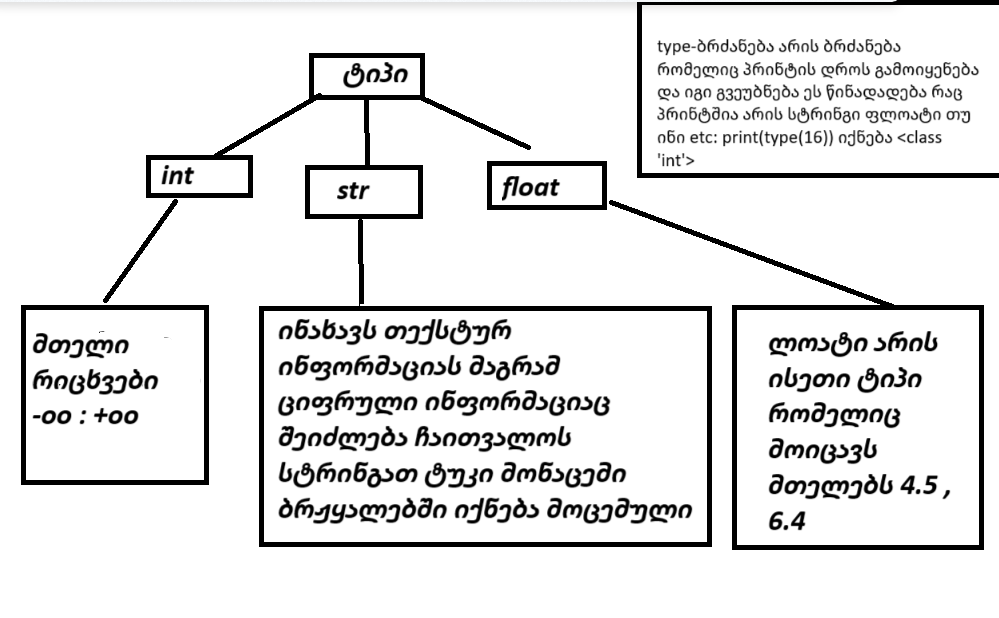 type-ბრძანება არის ბრძანება
რომელიც პრინტის დროს გამოიყენება
და იგი გვეუბნება ეს წინადადება რაც
პრინტშია არის სტრინგი ფლოატი თუ
ინი etc: print(type(16)) იქნება <class
'int'>
ტიპი
int
str
float
მთელი
რიცხვები
-oo : +oo
ინახავს თექსტურ
ინფორმაციას მაგრამ
ციფრული ინფორმაციაც
შეიძლება ჩაითვალოს
სტრინგათ ტუკი მონაცემი
ბრჟყალებში იქნება მოცემული
ლოატი არის
ისეთი ტიპი
რომელიც
მოიცავს
მთელებს 4.5 ,
6.4